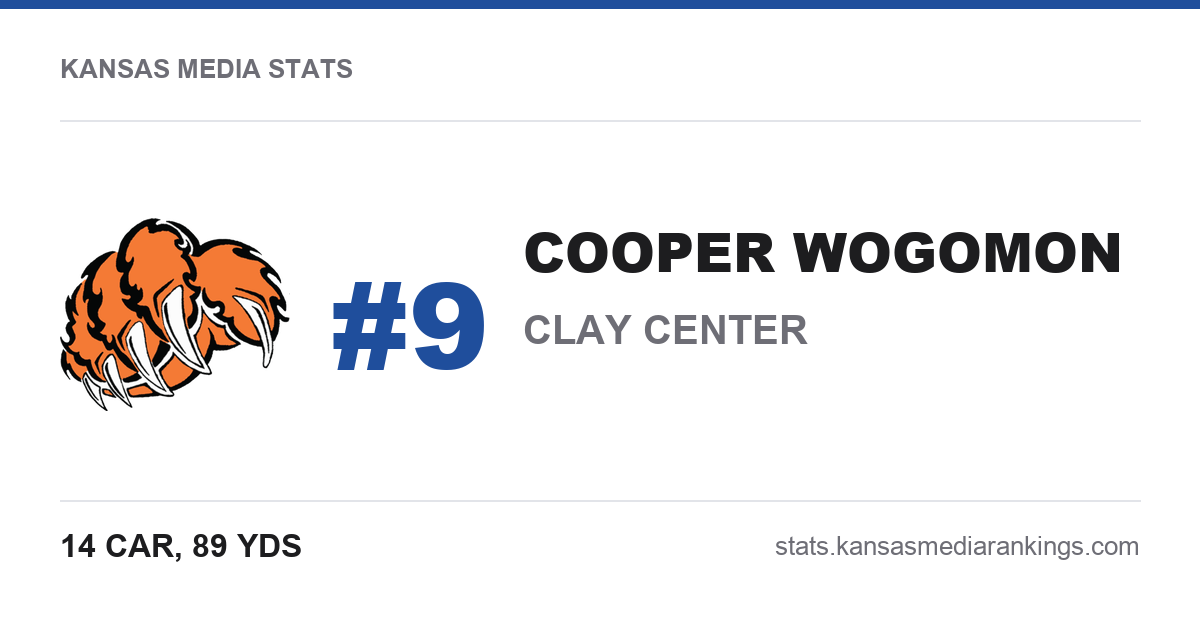 KANSAS MEDIA STATS
#9
COOPER WOGOMON
CLAY CENTER
14 CAR, 89 YDS
stats.kansasmediarankings.com